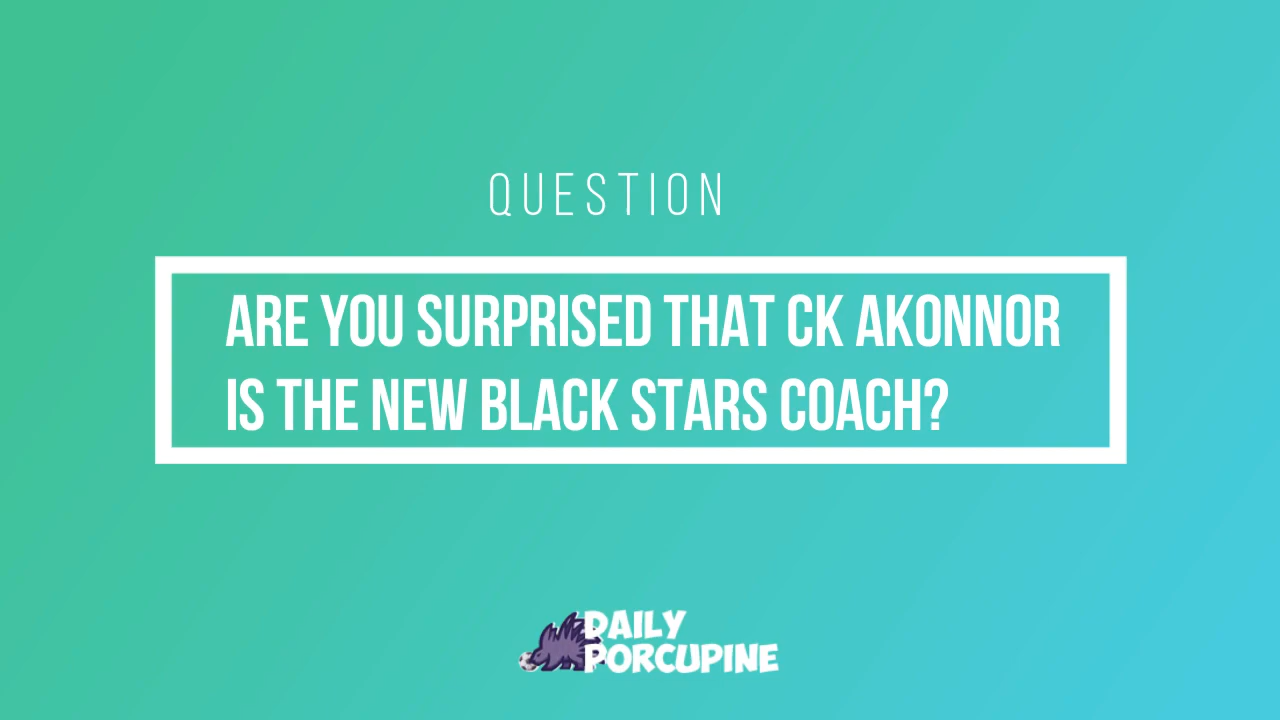 QUESTION
ARE YOU SURPRISED THAT CK AKONNOR
IS THE NEW BLACK STARS COACH?
DAILY
PORCUPINE